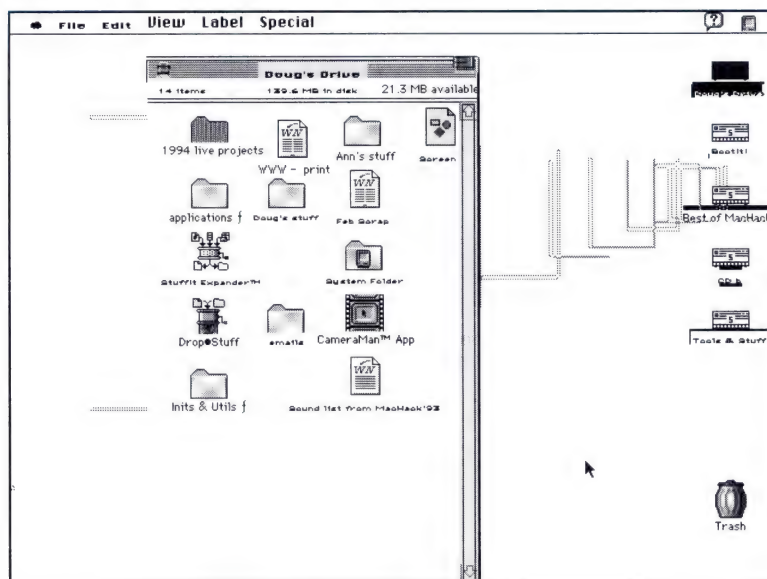 File Edit View Label Special
Doug's Drive
14 items 139.6 MB in disk 21.3 MB available
1994 live projects
WWW - print
Ann's stuff
Screen
applications ƒ
Doug's stuff
Feb Scrap
StuffIt Expander™
System Folder
Drop•Stuff
emails
CameraMan™ App
Inits & Utils ƒ
Sound list from MacHack'93
Doug's Drive
BootIt!
Best of MacHack
Tools & Stuff
Trash